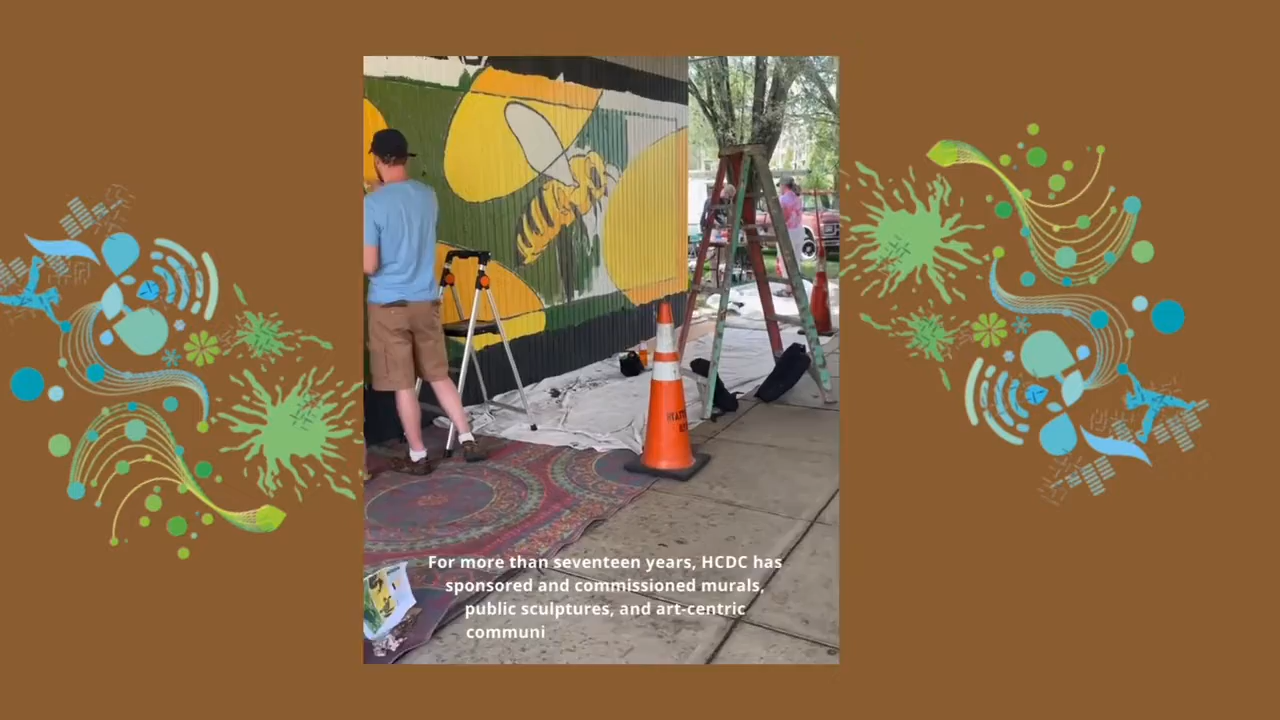 For more than seventeen years, HCDC has
sponsored and commissioned murals,
public sculptures, and art-centric
communi